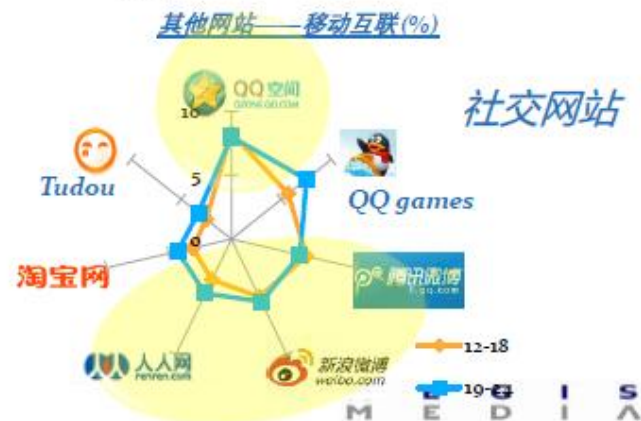 其他网站——移动互联(%)
QQ空间
QZONE.QQ.COM
10
社交网站
5
Tudou
QQ games
0
淘宝网
腾讯微博
t.qq.com
人人网
renren.com
新浪微博
weibo.com
12-18
19-24
E G I S
M E D I A